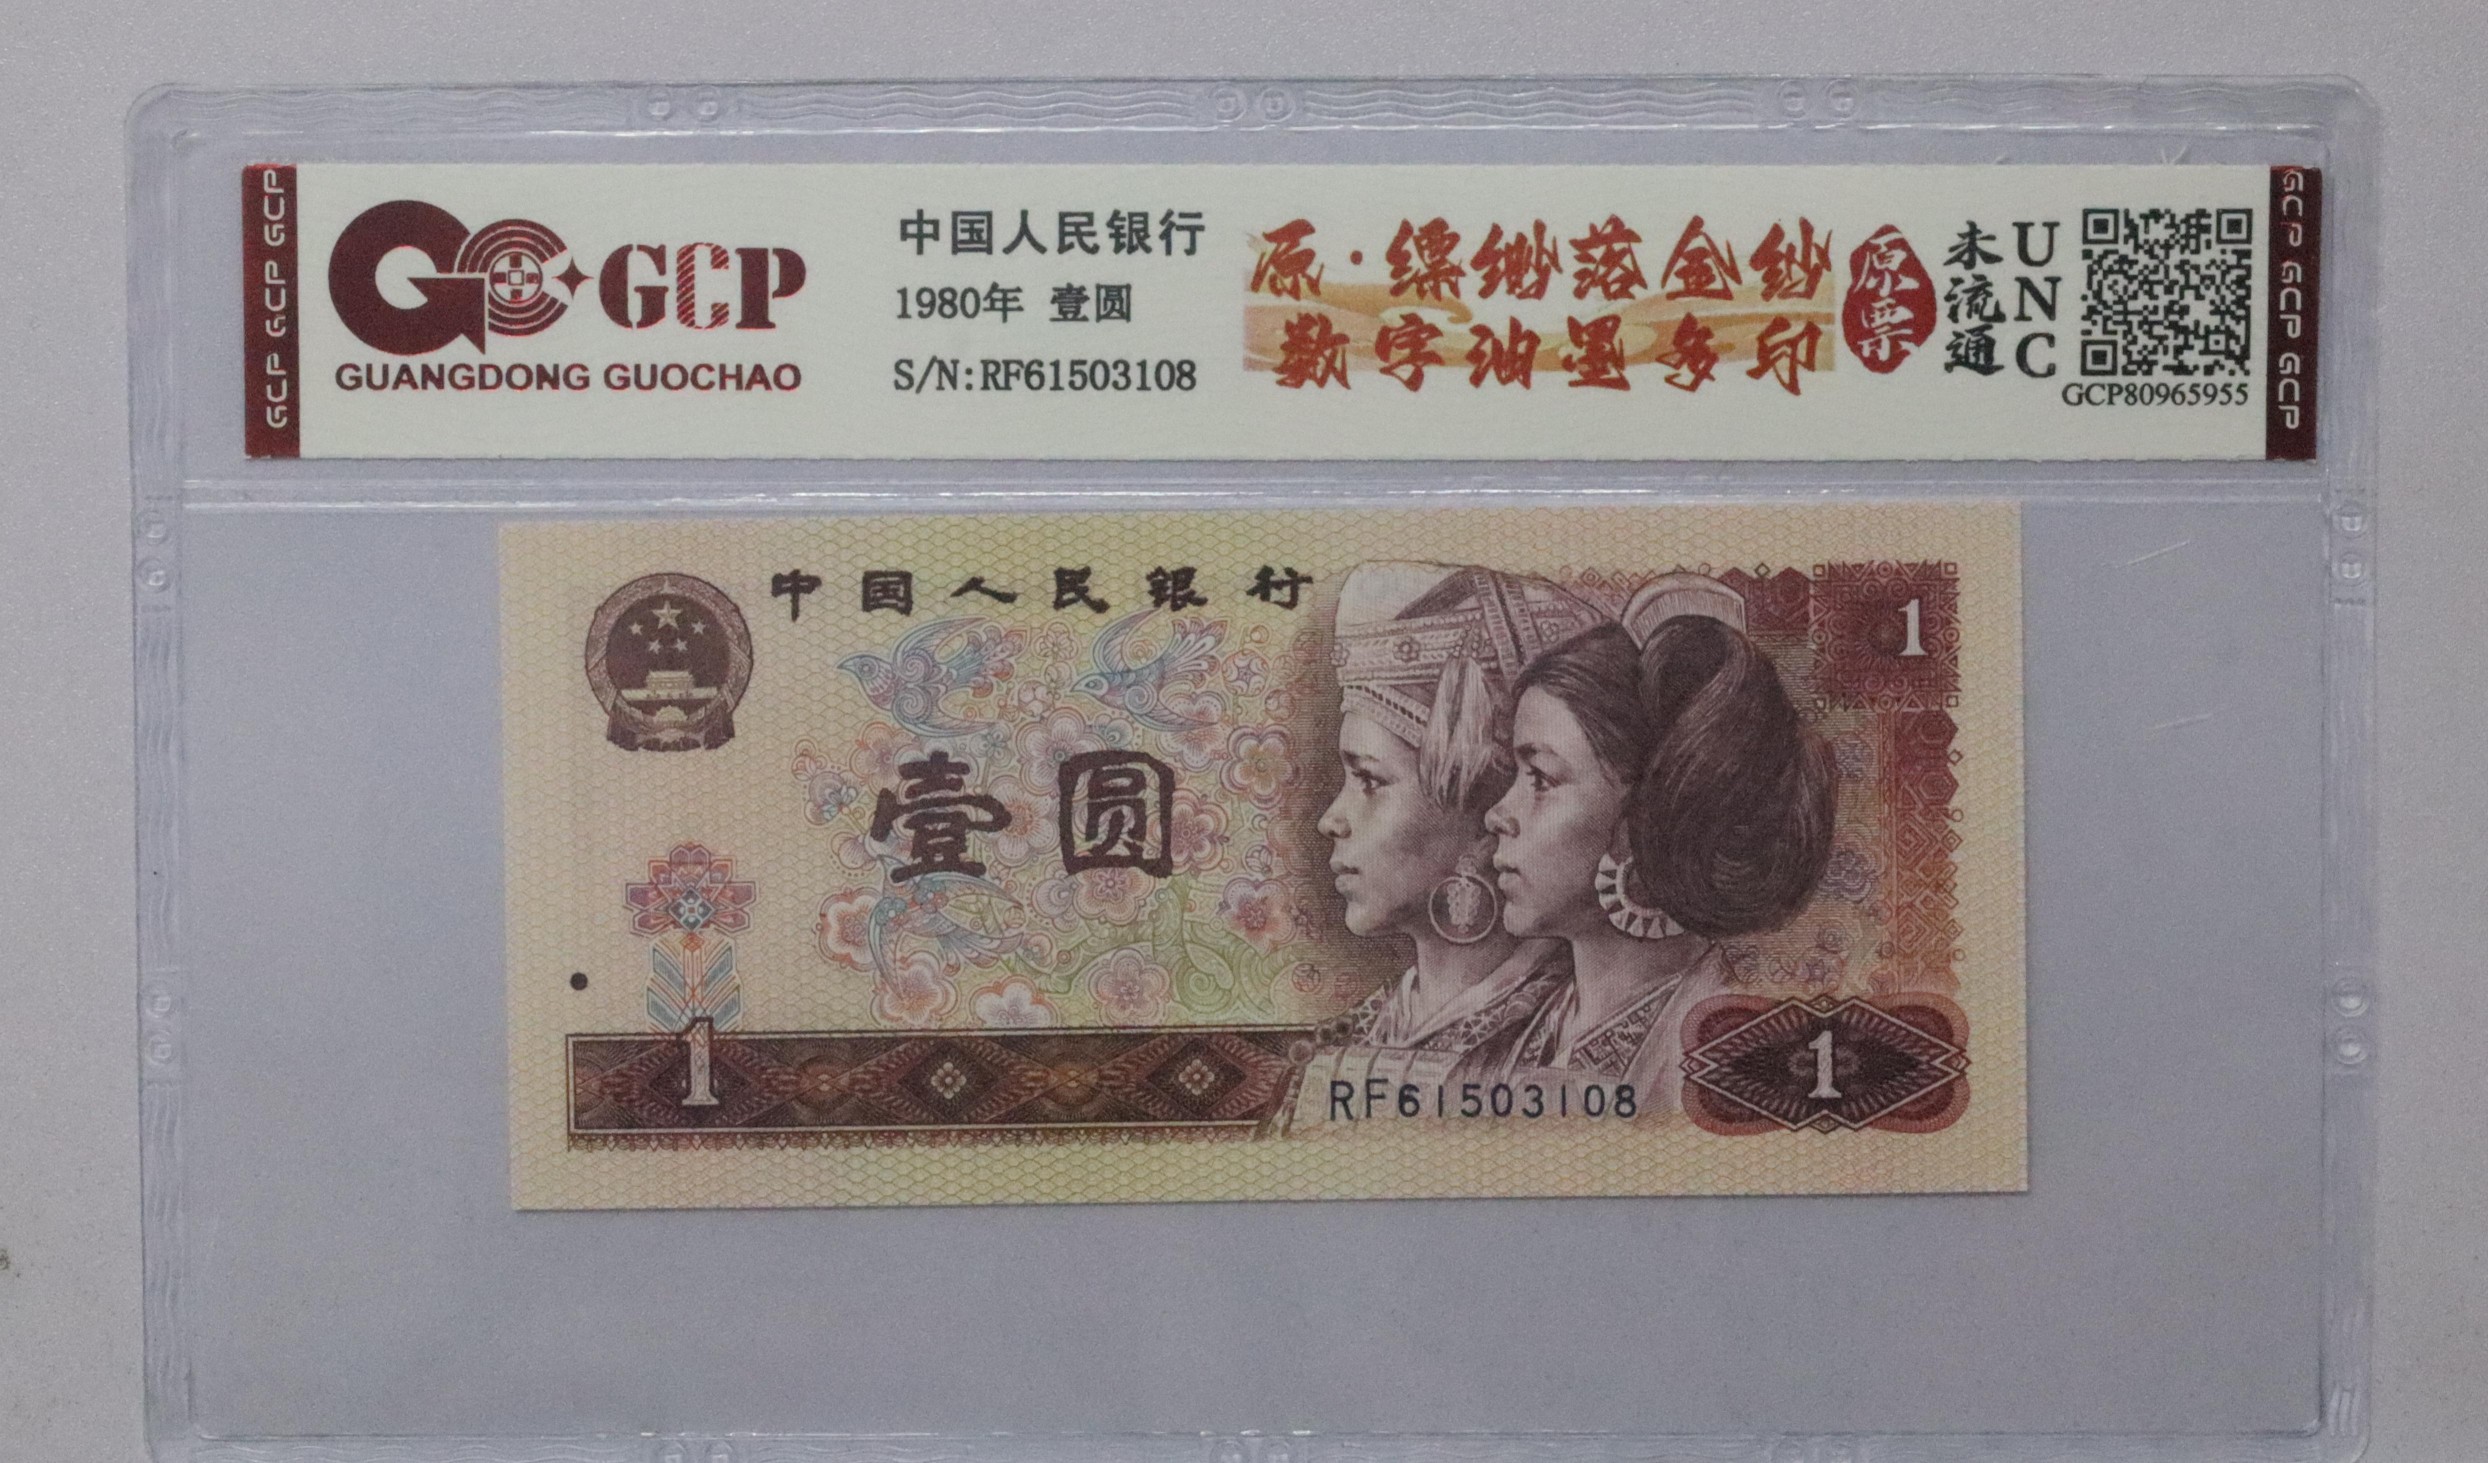 GCP GCP GCP
GCP
GUANGDONG GUOCHAO
中国人民银行
1980年 壹圆
S/N:RF61503108
原·缥缈落金纱
数字油墨多印
原票
未流通
UNC
GCP80965955
GCP GCP GCP
中国人民银行
1
壹圆
1
RF61503108
1